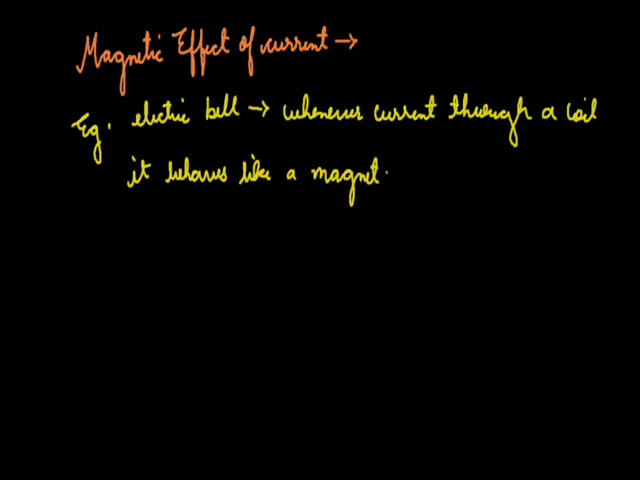 Magnetic Effect of current →
Eg. electric bell → whenever current through a coil
it behaves like a magnet.